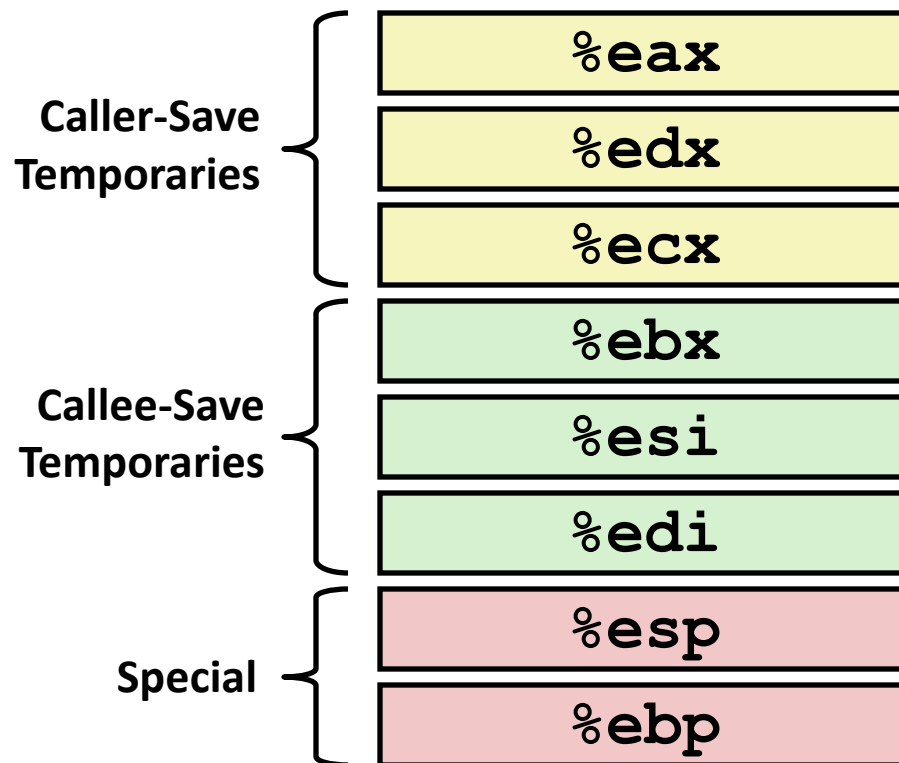 Caller-Save
Temporaries
%eax
%edx
%ecx
Callee-Save
Temporaries
%ebx
%esi
%edi
Special
%esp
%ebp